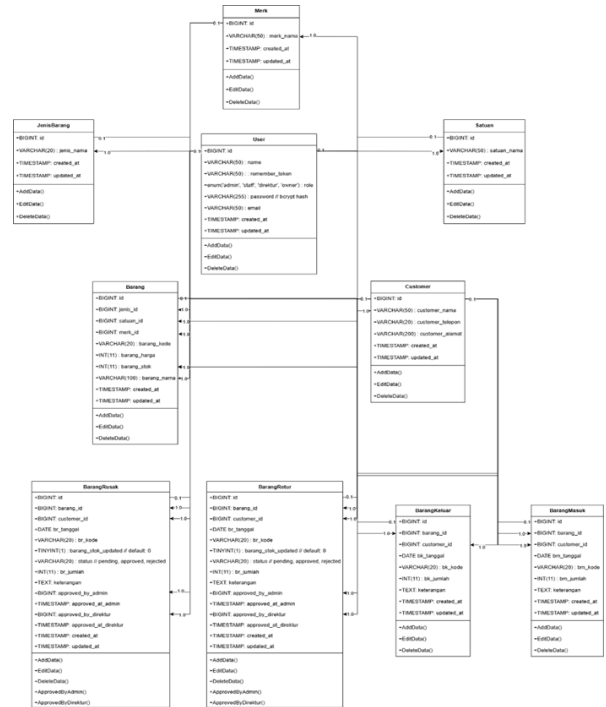 Merk
+BIGINT: id
+VARCHAR(50) : merk_nama
+TIMESTAMP: created_at
+TIMESTAMP: updated_at
+AddData()
+EditData()
+DeleteData()
JenisBarang
+BIGINT: id
+VARCHAR(20) : jenis_nama
+TIMESTAMP: created_at
+TIMESTAMP: updated_at
+AddData()
+EditData()
+DeleteData()
User
+BIGINT: id
+VARCHAR(50) : name
+VARCHAR(50) : remember_token
+enum('admin', 'staff', 'direktur', 'owner') : role
+VARCHAR(255) : password // bcrypt hash
+VARCHAR(50) : email
+TIMESTAMP: created_at
+TIMESTAMP: updated_at
+AddData()
+EditData()
+DeleteData()
Satuan
+BIGINT: id
+VARCHAR(50) : satuan_nama
+TIMESTAMP: created_at
+TIMESTAMP: updated_at
+AddData()
+EditData()
+DeleteData()
Barang
+BIGINT: id
+BIGINT: jenis_id
+BIGINT: satuan_id
+BIGINT: merk_id
+VARCHAR(20) : barang_kode
+INT(11) : barang_harga
+INT(11) : barang_stok
+VARCHAR(100) : barang_nama
+TIMESTAMP: created_at
+TIMESTAMP: updated_at
+AddData()
+EditData()
+DeleteData()
Customer
+BIGINT: id
+VARCHAR(50) : customer_nama
+VARCHAR(20) : customer_telepon
+VARCHAR(200) : customer_alamat
+TIMESTAMP: created_at
+TIMESTAMP: updated_at
+AddData()
+EditData()
+DeleteData()
BarangRusak
+BIGINT: id
+BIGINT: barang_id
+BIGINT: customer_id
+DATE br_tanggal
+VARCHAR(20) : br_kode
+TINYINT(1) : barang_stok_updated // default: 0
+VARCHAR(20) : status // pending, approved, rejected
+INT(11) : br_jumlah
+TEXT: keterangan
+BIGINT: approved_by_admin
+TIMESTAMP: approved_at_admin
+BIGINT: approved_by_direktur
+TIMESTAMP: approved_at_direktur
+TIMESTAMP: created_at
+TIMESTAMP: updated_at
+AddData()
+EditData()
+DeleteData()
+ApprovedByAdmin()
+ApprovedByDirektur()
BarangRetur
+BIGINT: id
+BIGINT: barang_id
+BIGINT: customer_id
+DATE br_tanggal
+VARCHAR(20) : br_kode
+TINYINT(1) : barang_stok_updated // default: 0
+VARCHAR(20) : status // pending, approved, rejected
+INT(11) : br_jumlah
+TEXT: keterangan
+BIGINT: approved_by_admin
+TIMESTAMP: approved_at_admin
+BIGINT: approved_by_direktur
+TIMESTAMP: approved_at_direktur
+TIMESTAMP: created_at
+TIMESTAMP: updated_at
+AddData()
+EditData()
+DeleteData()
+ApprovedByAdmin()
+ApprovedByDirektur()
BarangKeluar
+BIGINT: id
+BIGINT: barang_id
+BIGINT: customer_id
+DATE bk_tanggal
+VARCHAR(20) : bk_kode
+INT(11) : bk_jumlah
+TEXT: keterangan
+TIMESTAMP: created_at
+TIMESTAMP: updated_at
+AddData()
+EditData()
+DeleteData()
BarangMasuk
+BIGINT: id
+BIGINT: barang_id
+BIGINT: customer_id
+DATE bm_tanggal
+VARCHAR(20) : bm_kode
+INT(11) : bm_jumlah
+TEXT: keterangan
+TIMESTAMP: created_at
+TIMESTAMP: updated_at
+AddData()
+EditData()
+DeleteData()